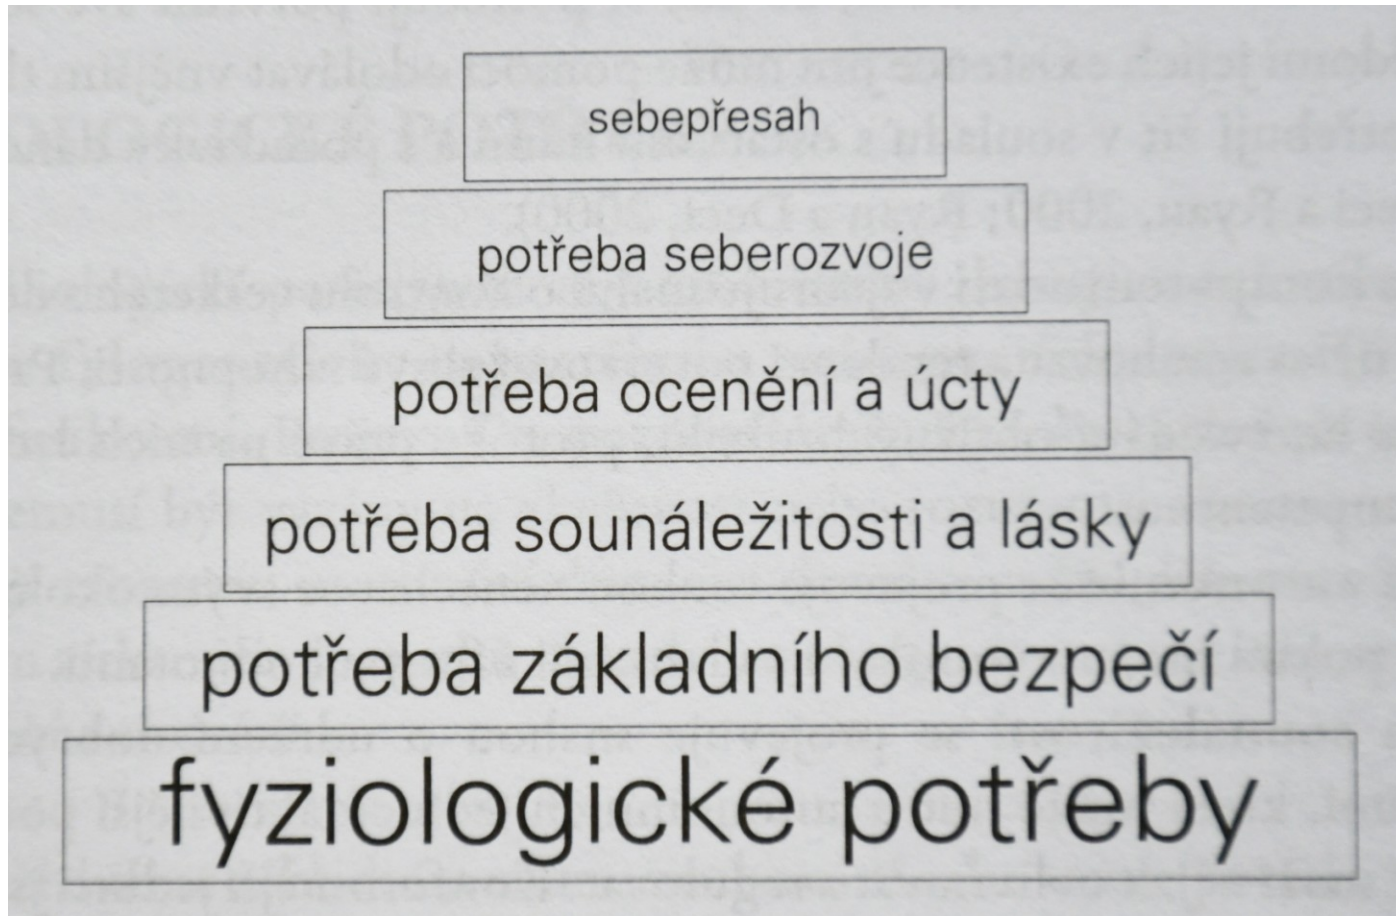 sebepřesah
potřeba seberozvoje
potřeba ocenění a úcty
potřeba sounáležitosti a lásky
potřeba základního bezpečí
fyziologické potřeby